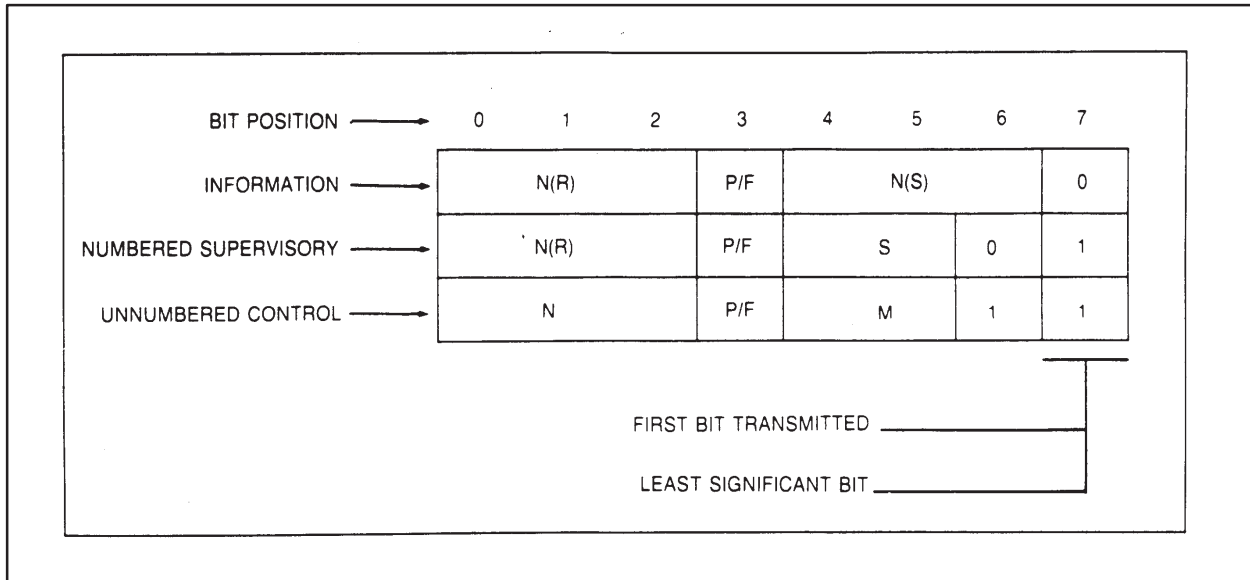 BIT POSITION 0 1 2 3 4 5 6 7
INFORMATION N(R) P/F N(S) 0
NUMBERED SUPERVISORY N(R) P/F S 0 1
UNNUMBERED CONTROL N P/F M 1 1
FIRST BIT TRANSMITTED
LEAST SIGNIFICANT BIT